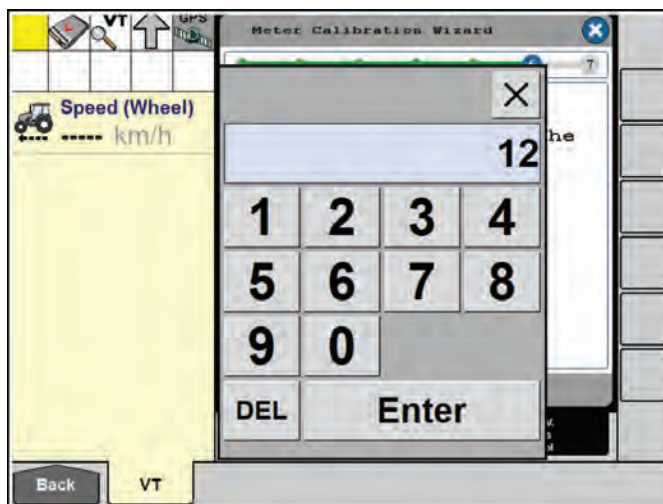 VT
GPS
Meter Calibration Wizard
6
7
Speed (Wheel)
----- km/h
he
12
1 2 3 4
5 6 7 8
9 0
DEL Enter
Back
VT